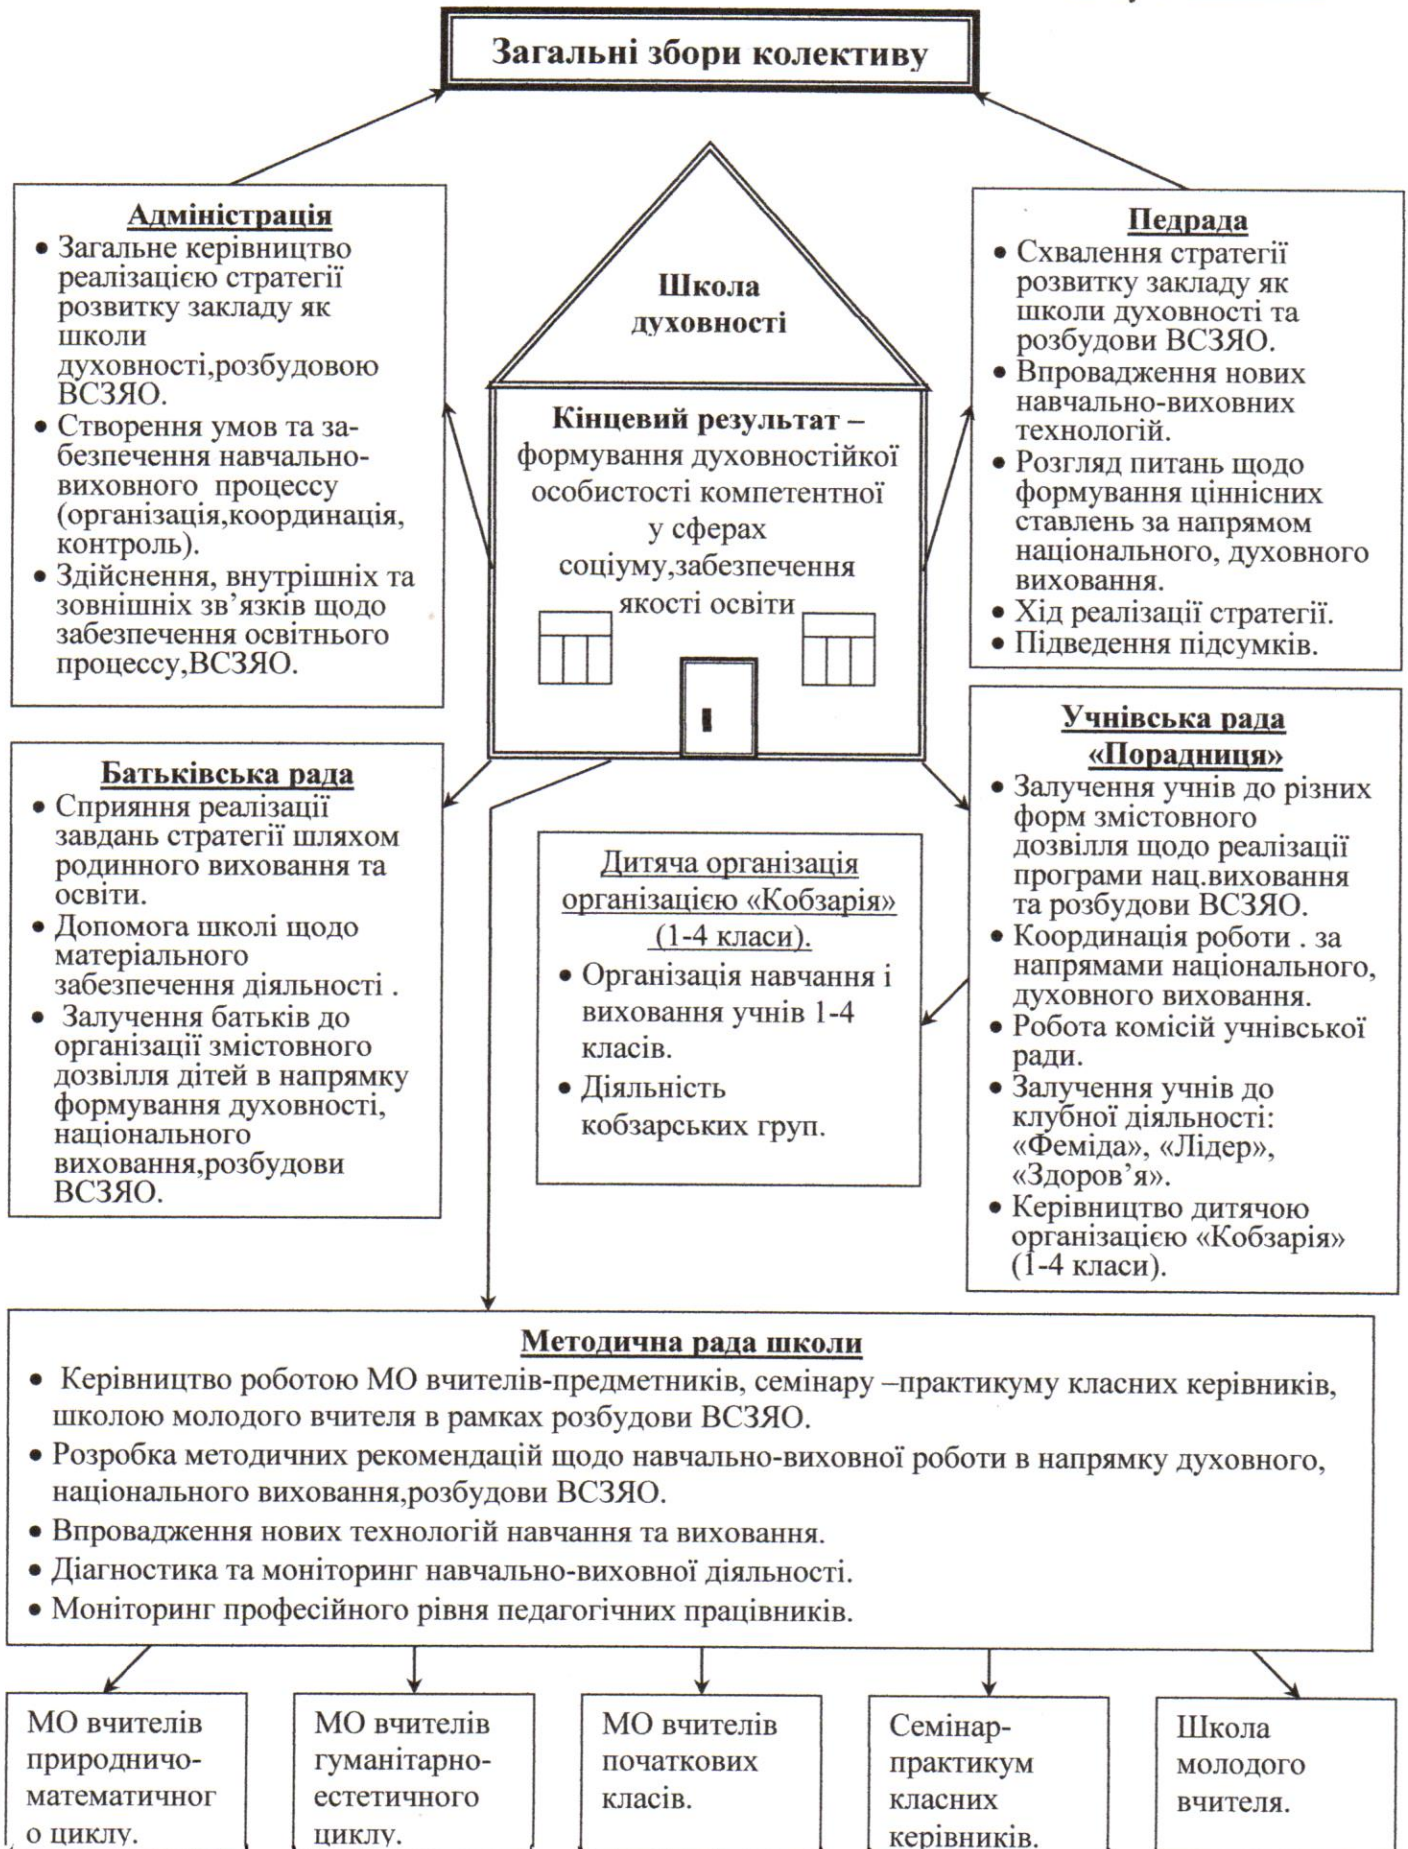 Загальні збори колективу
Адміністрація
• Загальне керівництво
реалізацією стратегії
розвитку закладу як
школи
духовності,розбудовою
ВСЗЯО.
• Створення умов та за-
безпечення навчально-
виховного процессу
(організація,координація,
контроль).
• Здійснення, внутрішніх та
зовнішніх зв’язків щодо
забезпечення освітнього
процессу,ВСЗЯО.
Школа
духовності
Кінцевий результат –
формування духовностійкої
особистості компетентної
у сферах
соціуму,забезпечення
якості освіти
Педрада
• Схвалення стратегії
розвитку закладу як
школи духовності та
розбудови ВСЗЯО.
• Впровадження нових
навчально-виховних
технологій.
• Розгляд питань щодо
формування ціннісних
ставлень за напрямом
національного, духовного
виховання.
• Хід реалізації стратегії.
• Підведення підсумків.
Батьківська рада
• Сприяння реалізації
завдань стратегії шляхом
родинного виховання та
освіти.
• Допомога школі щодо
матеріального
забезпечення діяльності .
• Залучення батьків до
організації змістовного
дозвілля дітей в напрямку
формування духовності,
національного
виховання,розбудови
ВСЗЯО.
Дитяча організація
організацією «Кобзарія»
(1-4 класи).
• Організація навчання і
виховання учнів 1-4
класів.
• Діяльність
кобзарських груп.
Учнівська рада
«Порадниця»
• Залучення учнів до різних
форм змістовного
дозвілля щодо реалізації
програми нац.виховання
та розбудови ВСЗЯО.
• Координація роботи . за
напрямами національного,
духовного виховання.
• Робота комісій учнівської
ради.
• Залучення учнів до
клубної діяльності:
«Феміда», «Лідер»,
«Здоров’я».
• Керівництво дитячою
організацією «Кобзарія»
(1-4 класи).
Методична рада школи
• Керівництво роботою МО вчителів-предметників, семінару –практикуму класних керівників,
школою молодого вчителя в рамках розбудови ВСЗЯО.
• Розробка методичних рекомендацій щодо навчально-виховної роботи в напрямку духовного,
національного виховання,розбудови ВСЗЯО.
• Впровадження нових технологій навчання та виховання.
• Діагностика та моніторинг навчально-виховної діяльності.
• Моніторинг професійного рівня педагогічних працівників.
МО вчителів
природничо-
математичног
о циклу.
МО вчителів
гуманітарно-
естетичного
циклу.
МО вчителів
початкових
класів.
Семінар-
практикум
класних
керівників.
Школа
молодого
вчителя.